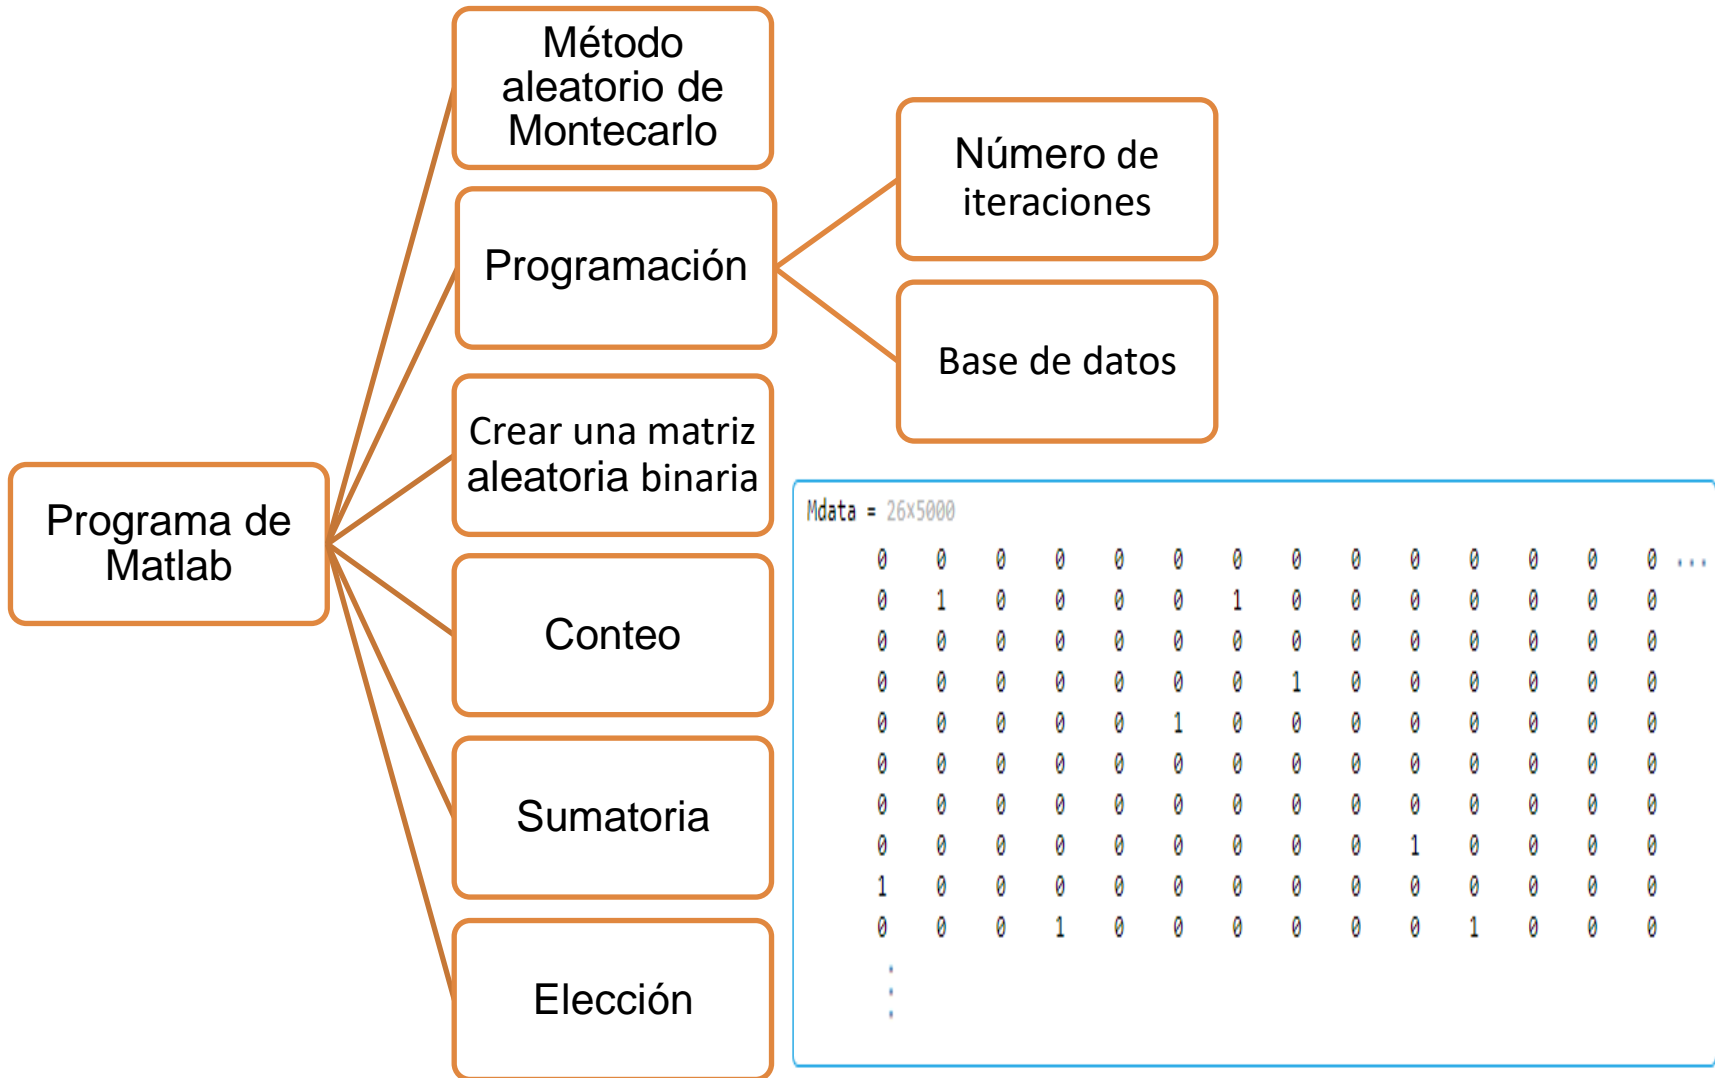 Método
aleatorio de
Montecarlo
Número de
iteraciones
Programación
Base de datos
Crear una matriz
aleatoria binaria
Programa de
Matlab
Conteo
Sumatoria
Elección
Mdata = 26x5000
0 0 0 0 0 0 0 0 0 0 0 0 0 0 ...
0 1 0 0 0 0 1 0 0 0 0 0 0 0
0 0 0 0 0 0 0 0 0 0 0 0 0 0
0 0 0 0 0 0 0 1 0 0 0 0 0 0
0 0 0 0 0 1 0 0 0 0 0 0 0 0
0 0 0 0 0 0 0 0 0 0 0 0 0 0
0 0 0 0 0 0 0 0 0 0 0 0 0 0
0 0 0 0 0 0 0 0 0 1 0 0 0 0
1 0 0 0 0 0 0 0 0 0 0 0 0 0
0 0 0 1 0 0 0 0 0 0 1 0 0 0